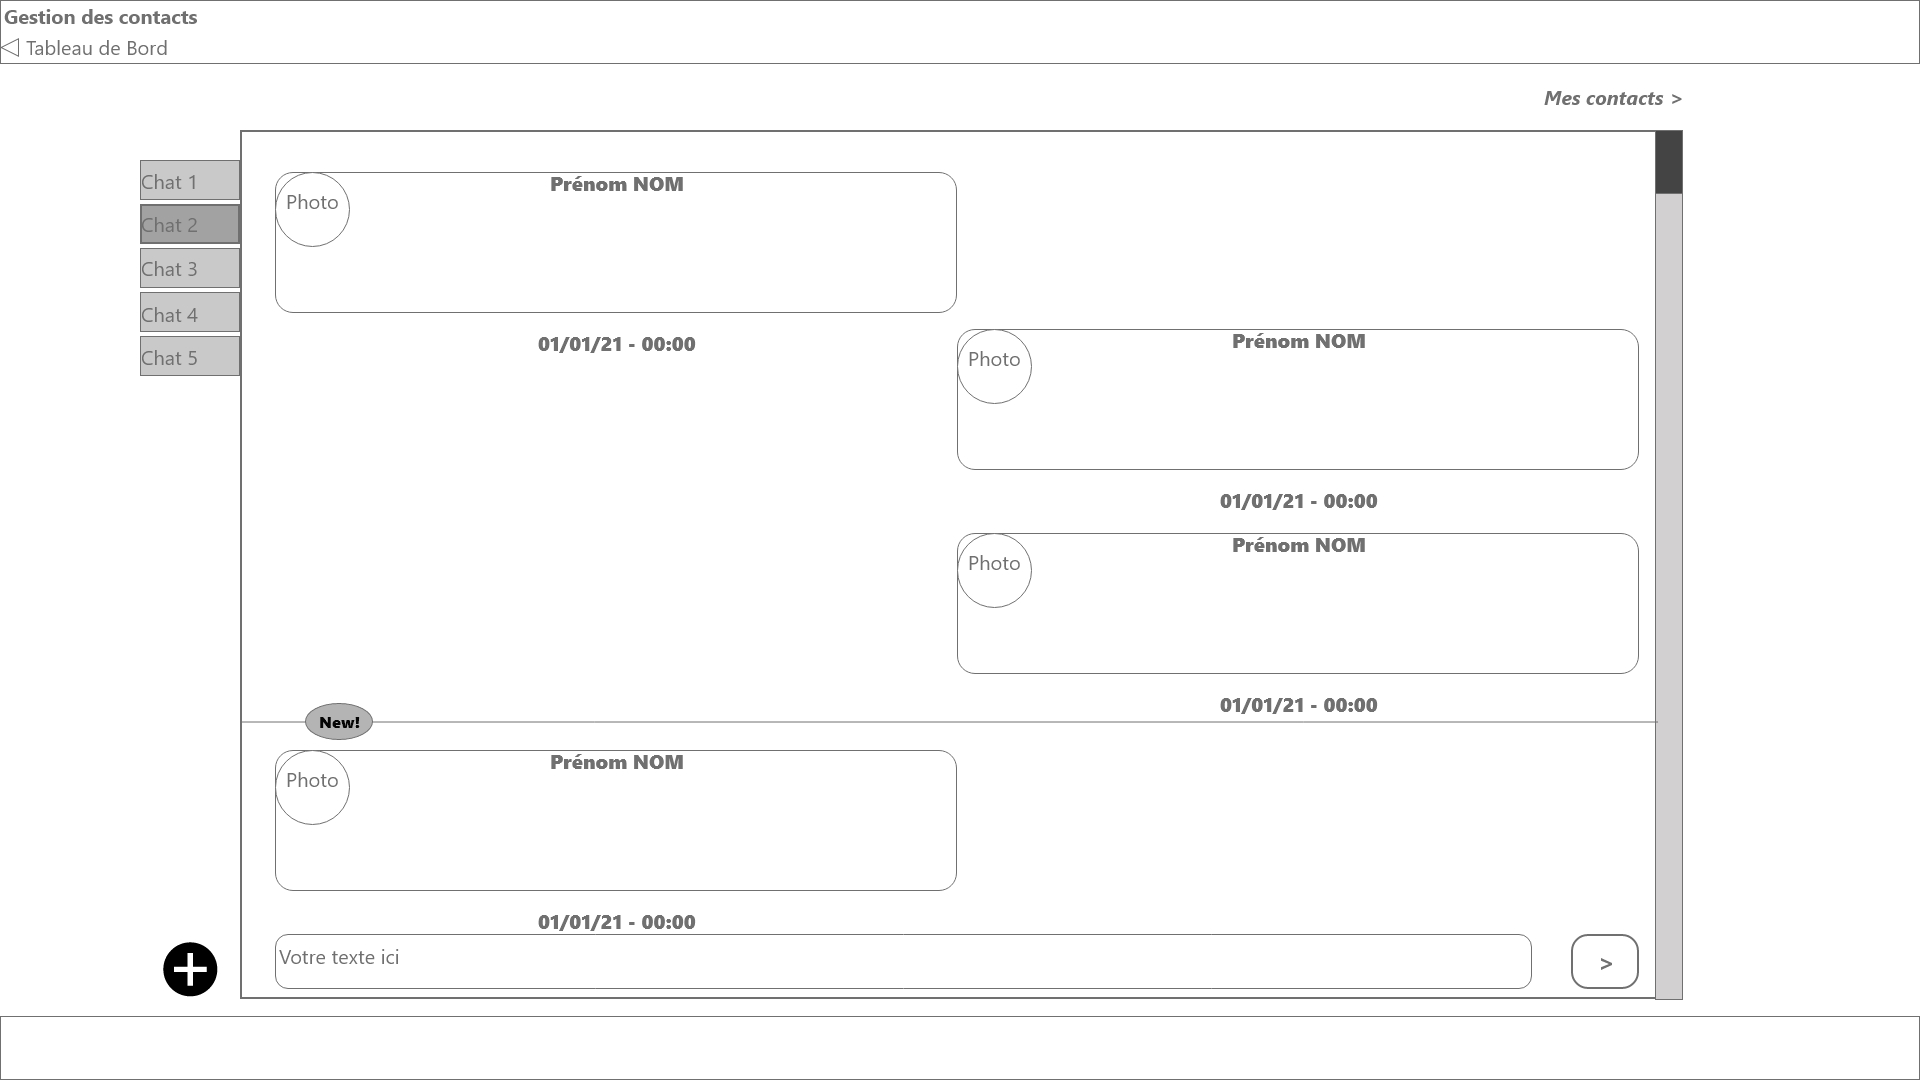 Gestion des contacts
Tableau de Bord
Mes contacts >
Chat 1
Chat 2
Chat 3
Chat 4
Chat 5
Photo
Prénom NOM
01/01/21 - 00:00
Photo
Prénom NOM
01/01/21 - 00:00
Photo
Prénom NOM
01/01/21 - 00:00
New!
Photo
Prénom NOM
01/01/21 - 00:00
Votre texte ici
>